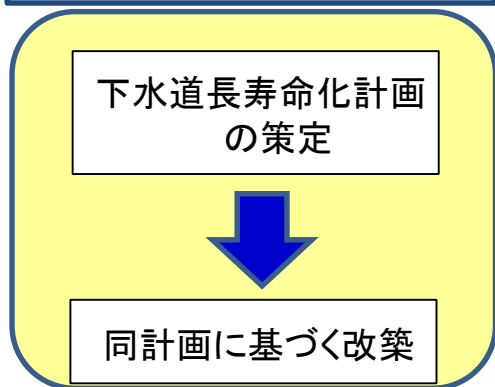 下水道長寿命化計画
の策定
同計画に基づく改築